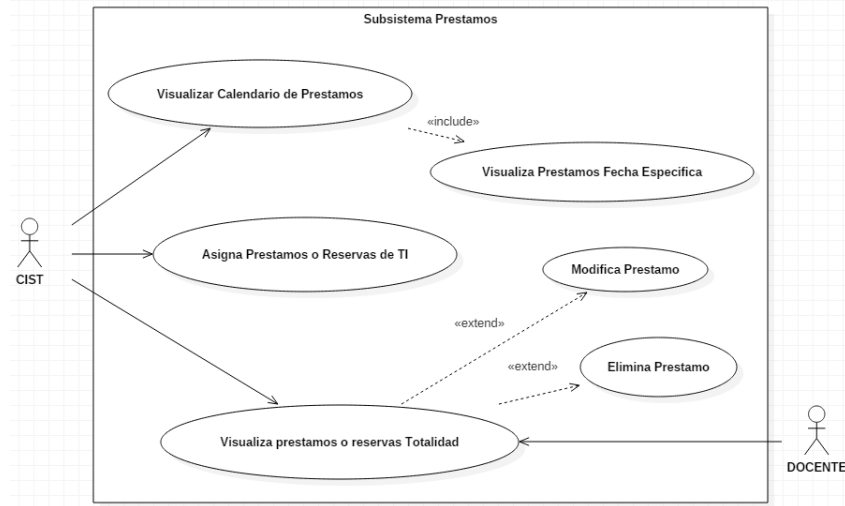 Subsistema Prestamos
Visualizar Calendario de Prestamos
«include»
Visualiza Prestamos Fecha Especifica
Asigna Prestamos o Reservas de TI
CIST
Modifica Prestamo
«extend»
«extend»
Elimina Prestamo
Visualiza prestamos o reservas Totalidad
DOCENTE